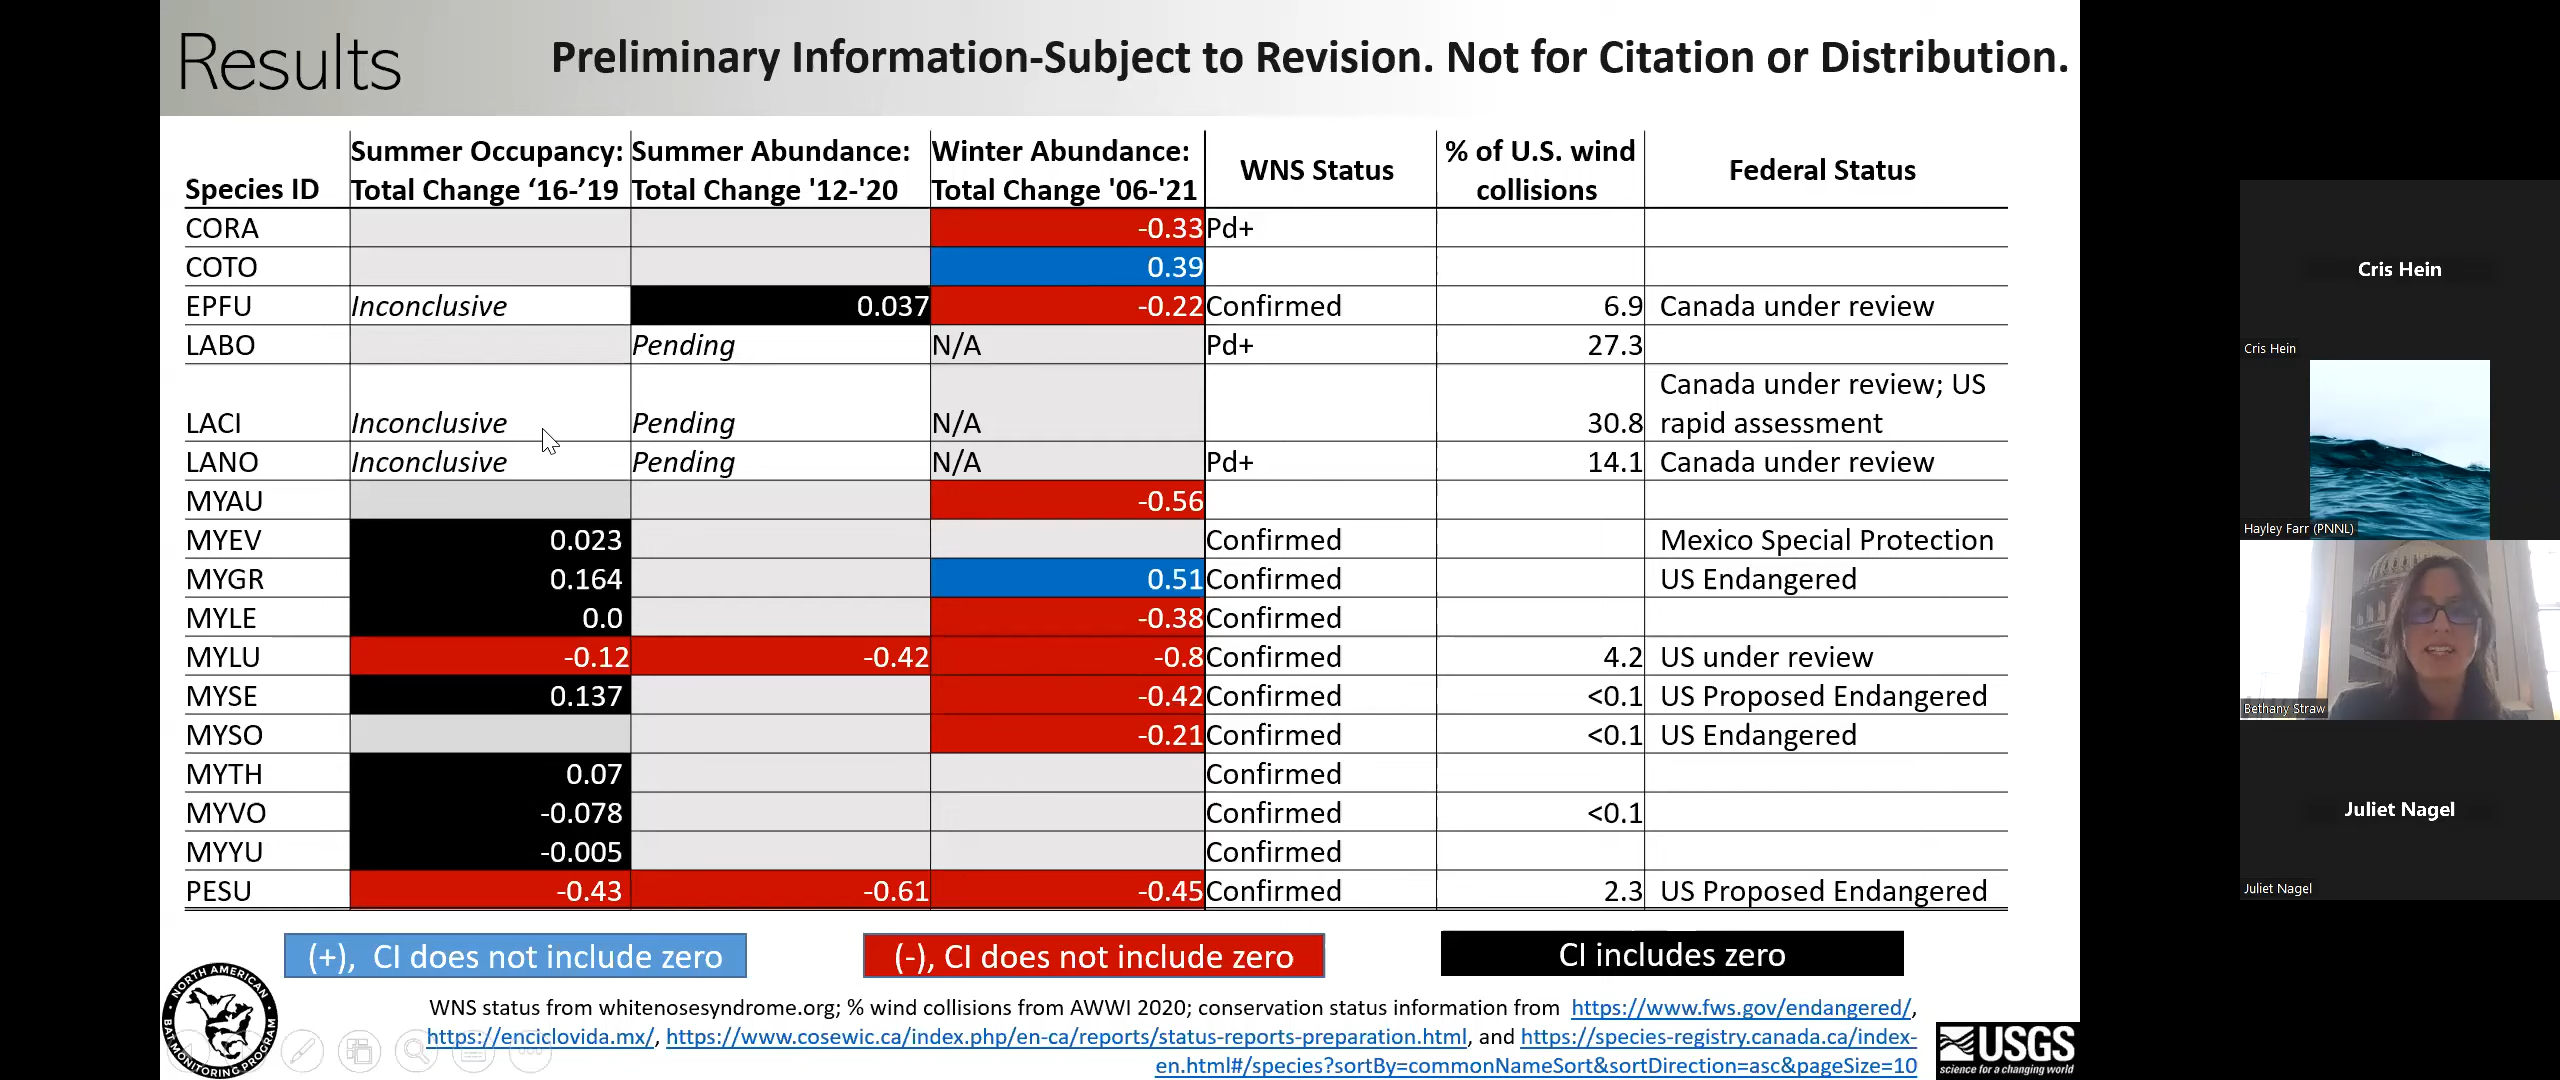 Results
Preliminary Information-Subject to Revision. Not for Citation or Distribution.
Species ID Summer Occupancy: Total Change ‘16-’19 Summer Abundance: Total Change '12-'20 Winter Abundance: Total Change '06-'21 WNS Status % of U.S. wind collisions Federal Status
CORA -0.33 Pd+
COTO 0.39
EPFU Inconclusive 0.037 -0.22 Confirmed 6.9 Canada under review
LABO Pending N/A Pd+ 27.3
LACI Inconclusive Pending N/A 30.8 Canada under review; US rapid assessment
LANO Inconclusive Pending N/A Pd+ 14.1 Canada under review
MYAU -0.56
MYEV 0.023 Confirmed Mexico Special Protection
MYGR 0.164 0.51 Confirmed US Endangered
MYLE 0.0 -0.38 Confirmed
MYLU -0.12 -0.42 -0.8 Confirmed 4.2 US under review
MYSE 0.137 -0.42 Confirmed <0.1 US Proposed Endangered
MYSO -0.21 Confirmed <0.1 US Endangered
MYTH 0.07 Confirmed
MYVO -0.078 Confirmed <0.1
MYYU -0.005 Confirmed
PESU -0.43 -0.61 -0.45 Confirmed 2.3 US Proposed Endangered
(+), CI does not include zero
(-), CI does not include zero
CI includes zero
WNS status from whitenosesyndrome.org; % wind collisions from AWWI 2020; conservation status information from https://www.fws.gov/endangered/,
https://enciclovida.mx/, https://www.cosewic.ca/index.php/en-ca/reports/status-reports-preparation.html, and https://species-registry.canada.ca/index-
en.html#/species?sortBy=commonNameSort&sortDirection=asc&pageSize=10
NORTH AMERICAN
BAT MONITORING PROGRAM
USGS
science for a changing world
Cris Hein
Cris Hein
Hayley Farr (PNNL)
Bethany Straw
Juliet Nagel
Juliet Nagel